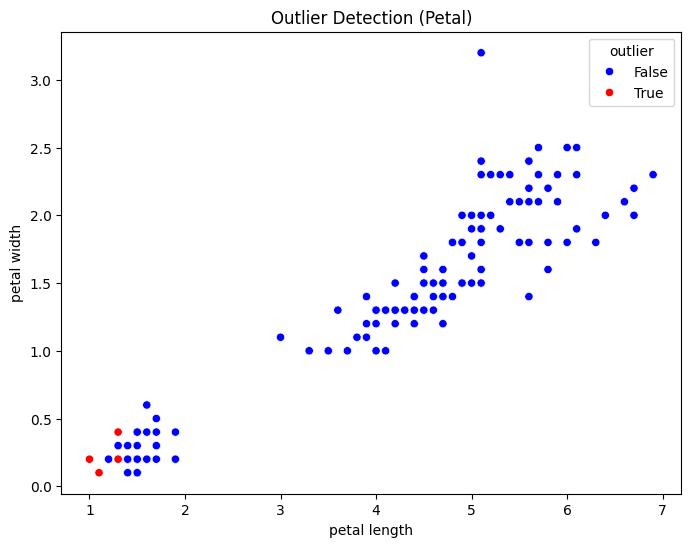 Outlier Detection (Petal)
outlier
False
True
3.0
2.5
2.0
1.5
1.0
0.5
0.0
petal width
1 2 3 4 5 6 7
petal length